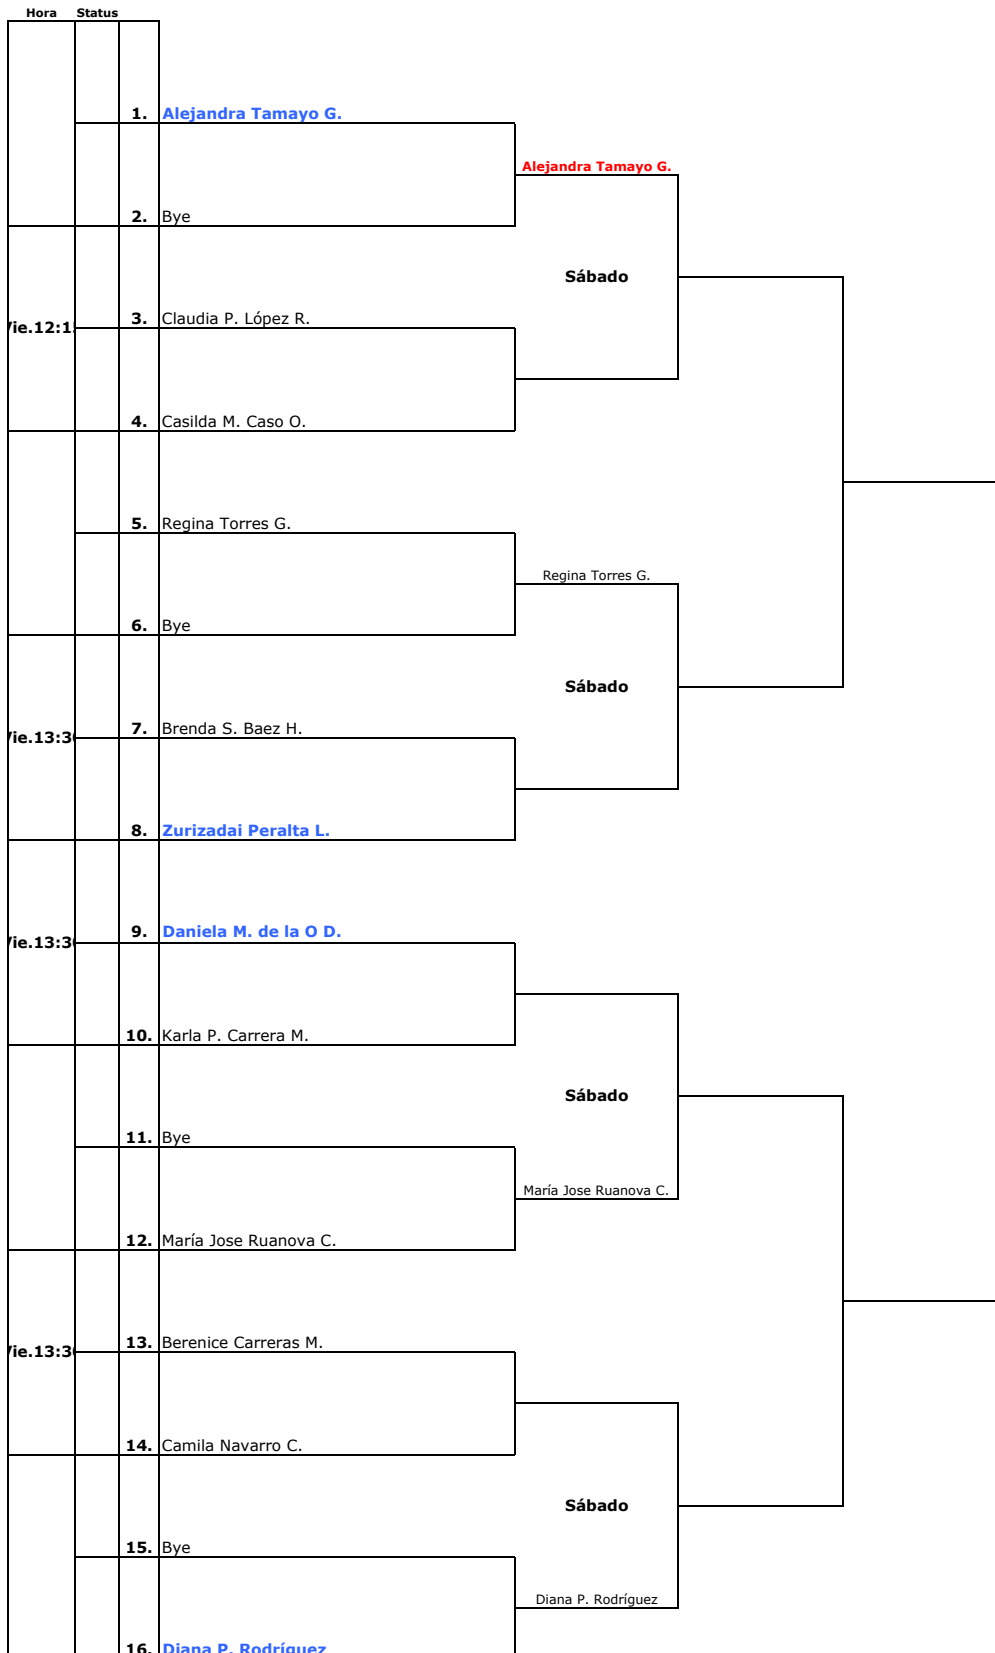 Hora Status
1. Alejandra Tamayo G.
Alejandra Tamayo G.
2. Bye
Sábado
3. Claudia P. López R.
4. Casilda M. Caso O.
5. Regina Torres G.
Regina Torres G.
6. Bye
Sábado
7. Brenda S. Baez H.
8. Zurizadai Peralta L.
9. Daniela M. de la O D.
10. Karla P. Carrera M.
Sábado
11. Bye
María Jose Ruanova C.
12. María Jose Ruanova C.
13. Berenice Carreras M.
14. Camila Navarro C.
Sábado
15. Bye
Diana P. Rodríguez
16. Diana P. Rodríguez